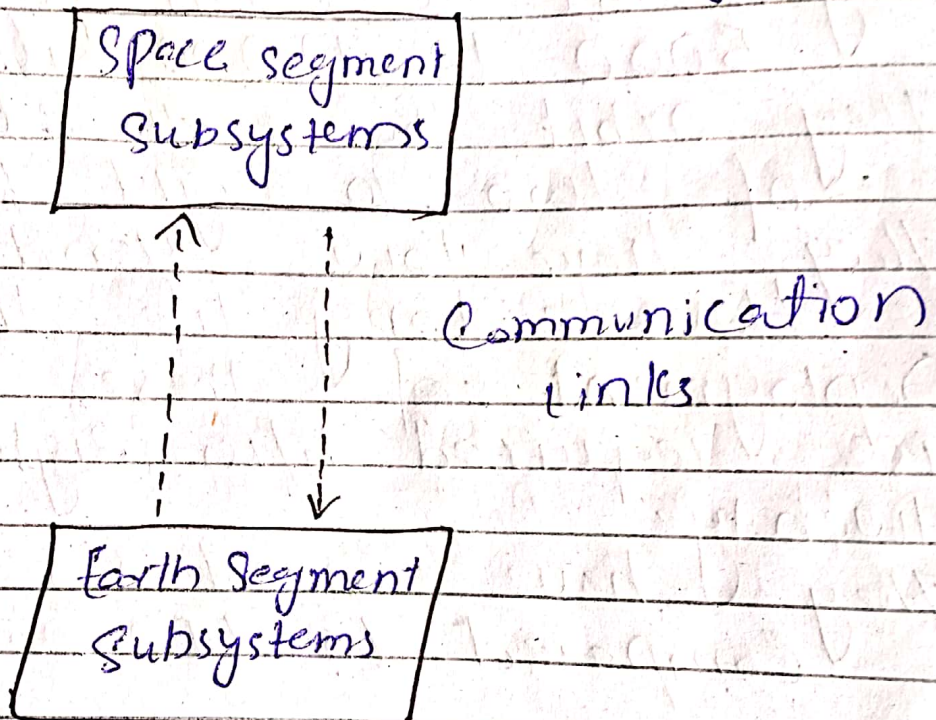 Space segment
Subsystems
Communication
Links
Earth Segment
Subsystems